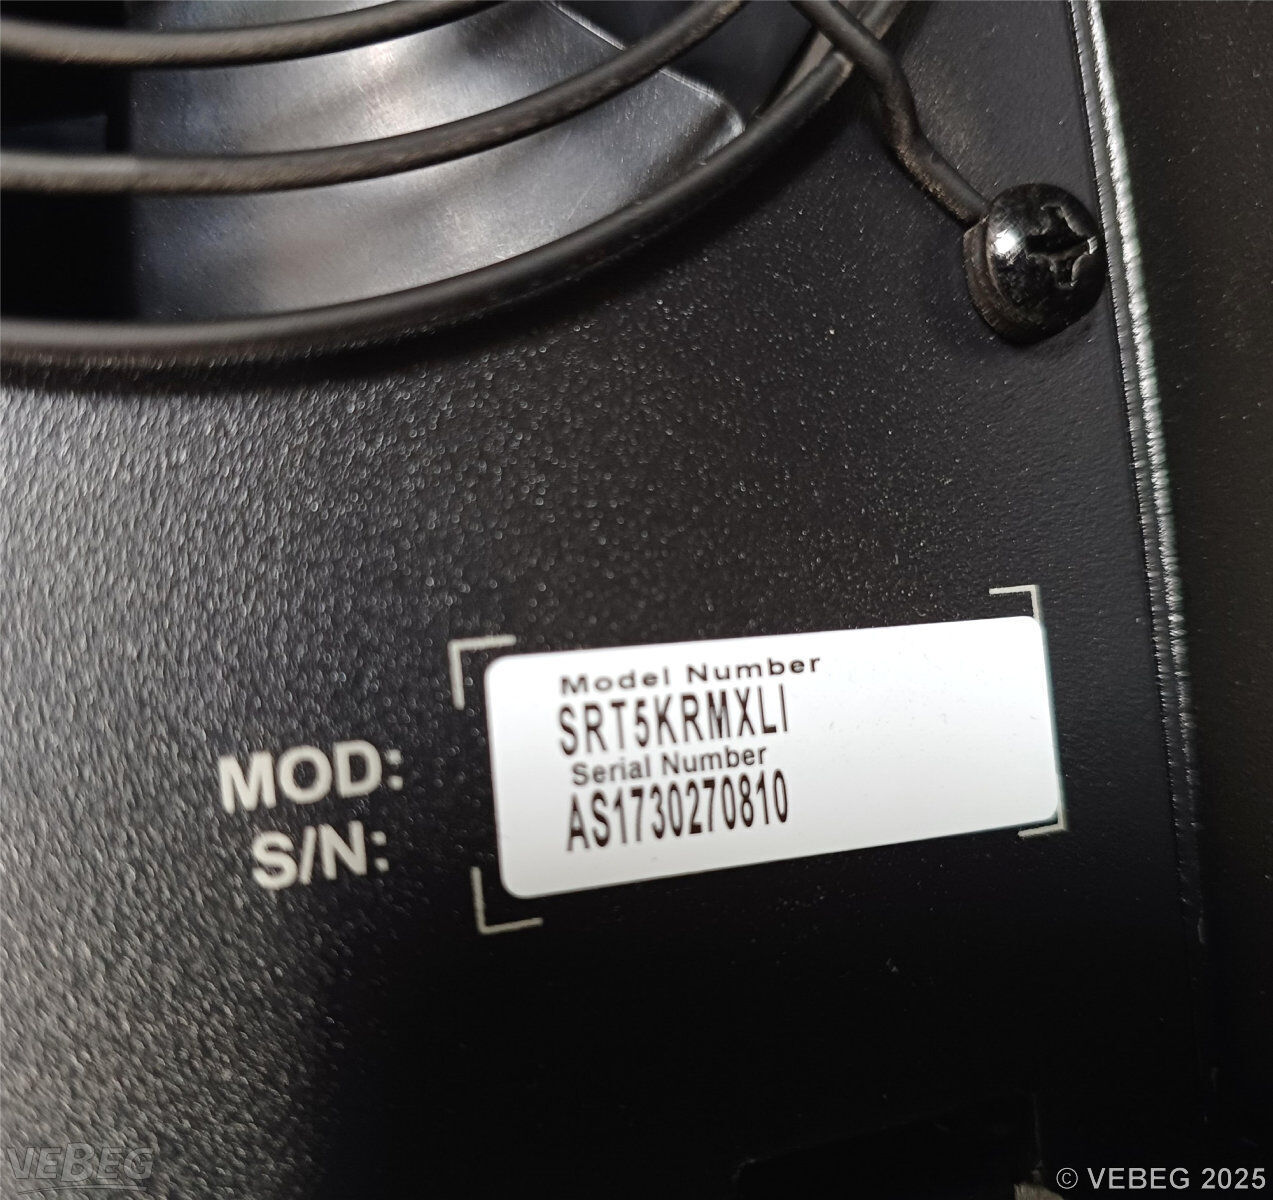 Model Number
SRT5KRMXLI
Serial Number
AS1730270810
MOD:
S/N:
VEBEG
© VEBEG 2025